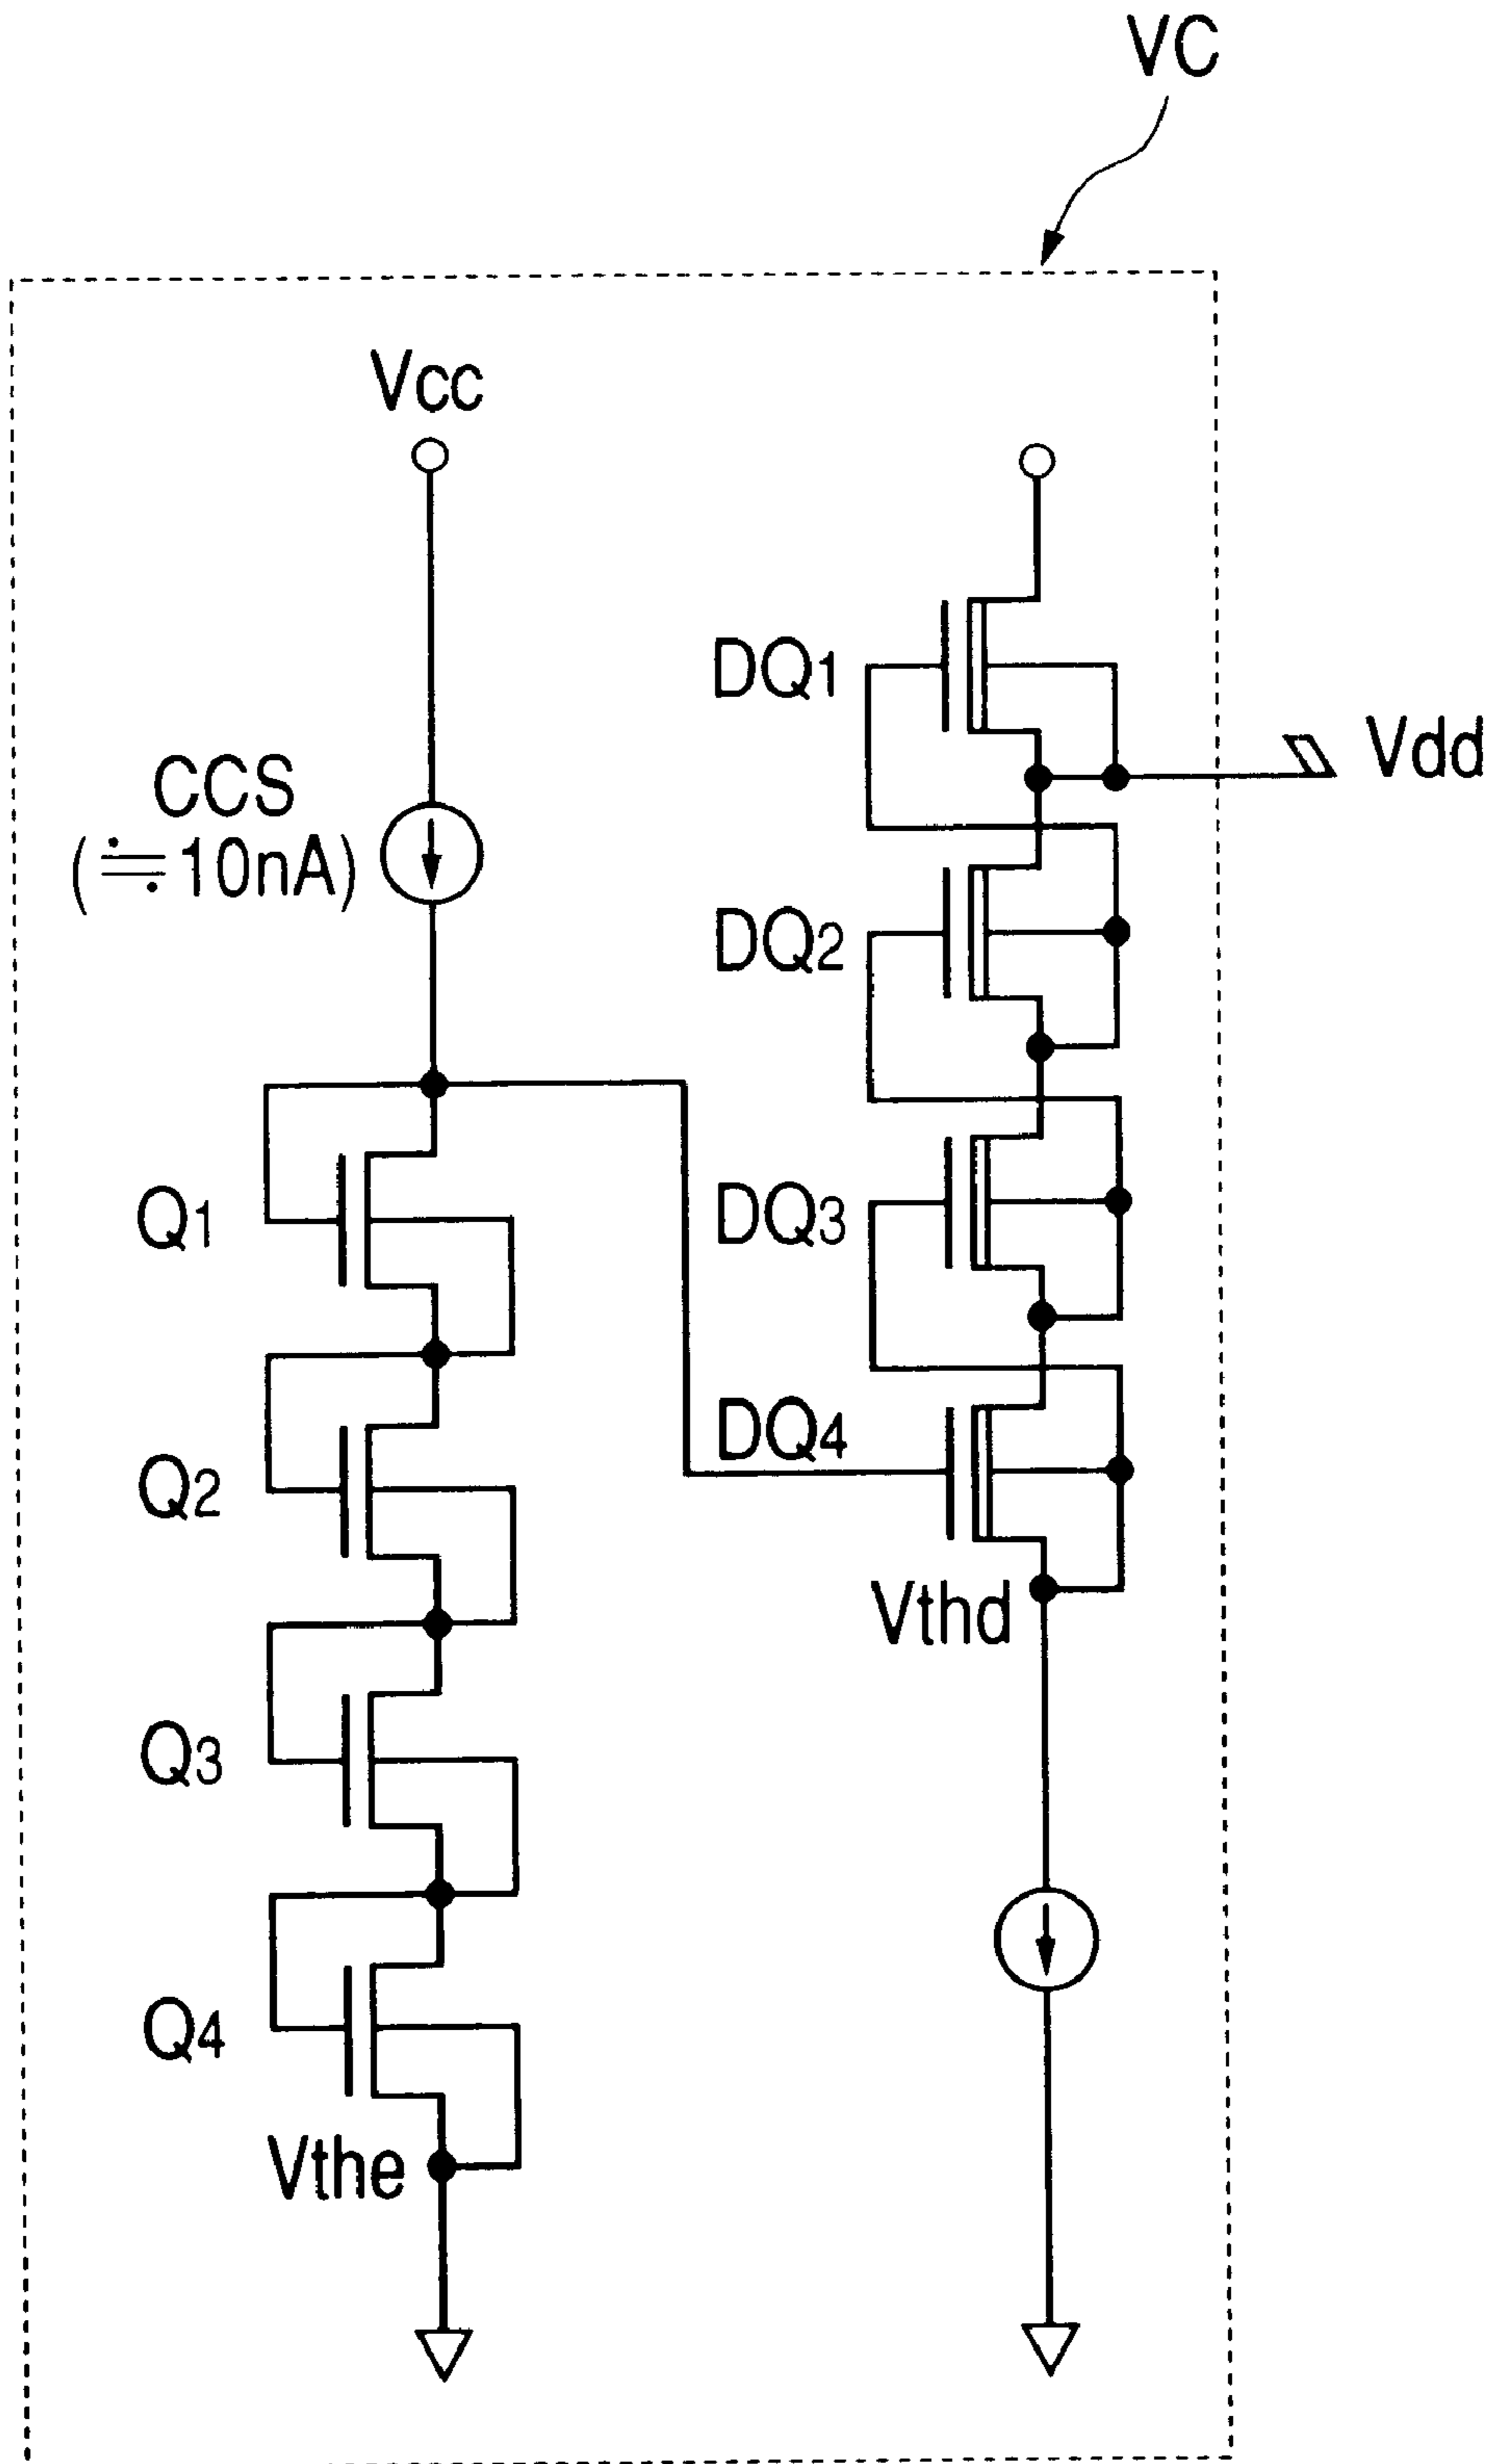 VC
Vcc
DQ1
Vdd
CCS
(≒10nA)
DQ2
Q1
DQ3
DQ4
Q2
Vthd
Q3
Q4
Vthe